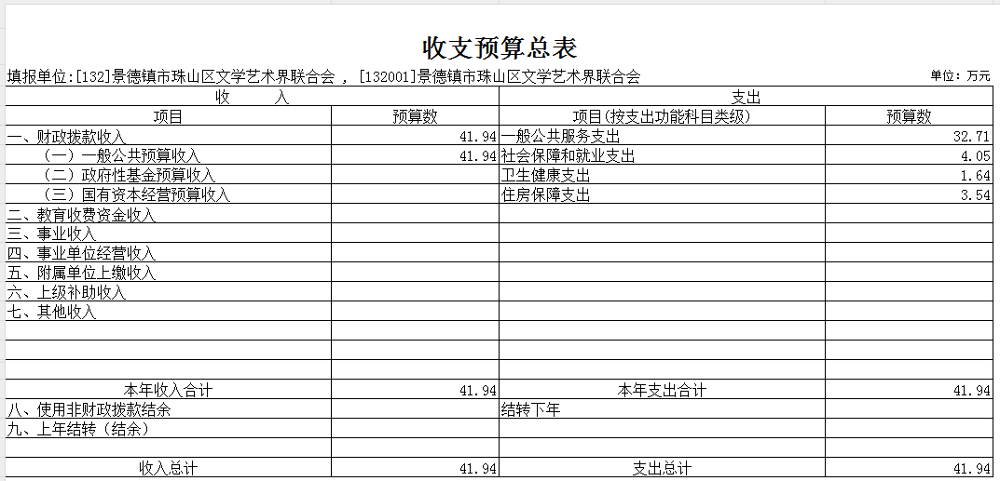 收支预算总表
填报单位:[132]景德镇市珠山区文学艺术界联合会 , [132001]景德镇市珠山区文学艺术界联合会 单位：万元
收 入 支出
项目 预算数 项目(按支出功能科目类级) 预算数
一、财政拨款收入 41.94 一般公共服务支出 32.71
（一）一般公共预算收入 41.94 社会保障和就业支出 4.05
（二）政府性基金预算收入 卫生健康支出 1.64
（三）国有资本经营预算收入 住房保障支出 3.54
二、教育收费资金收入
三、事业收入
四、事业单位经营收入
五、附属单位上缴收入
六、上级补助收入
七、其他收入
本年收入合计 41.94 本年支出合计 41.94
八、使用非财政拨款结余 结转下年
九、上年结转（结余）
收入总计 41.94 支出总计 41.94